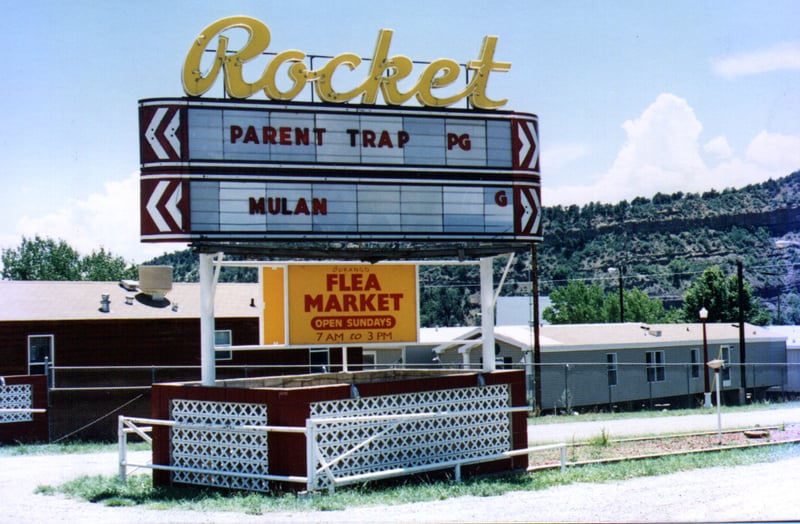 Rocket
PARENT TRAP PG
MULAN G
DURANGO
FLEA
MARKET
OPEN SUNDAYS
7 AM to 3 PM